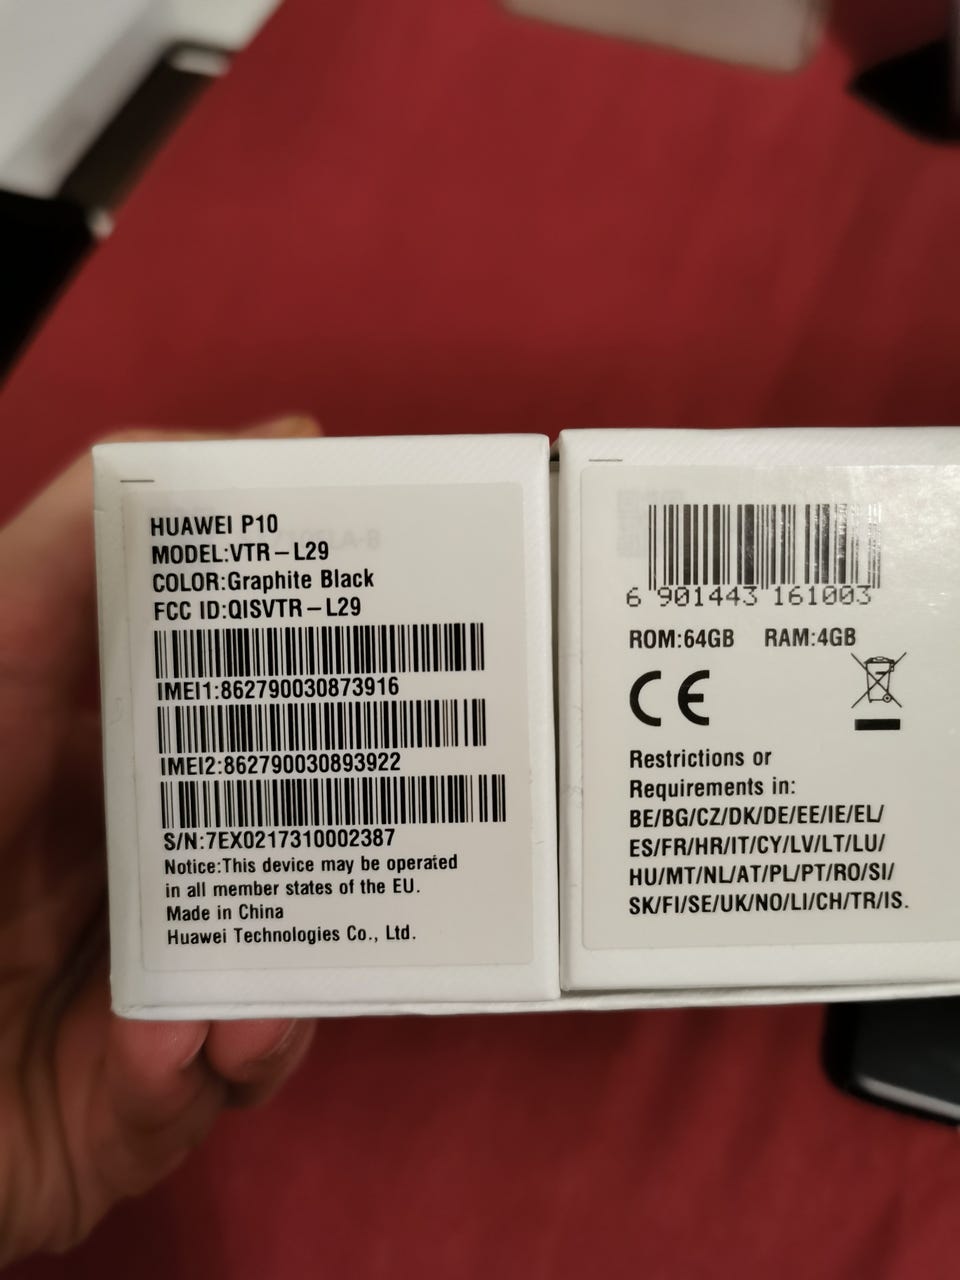 HUAWEI P10
MODEL:VTR–L29
COLOR:Graphite Black
FCC ID:QISVTR–L29
IMEI1:862790030873916
IMEI2:862790030893922
S/N:7EX0217310002387
Notice:This device may be operated
in all member states of the EU.
Made in China
Huawei Technologies Co., Ltd.
6 901443 161003
ROM:64GB RAM:4GB
CE
Restrictions or
Requirements in:
BE/BG/CZ/DK/DE/EE/IE/EL/
ES/FR/HR/IT/CY/LV/LT/LU/
HU/MT/NL/AT/PL/PT/RO/SI/
SK/FI/SE/UK/NO/LI/CH/TR/IS.